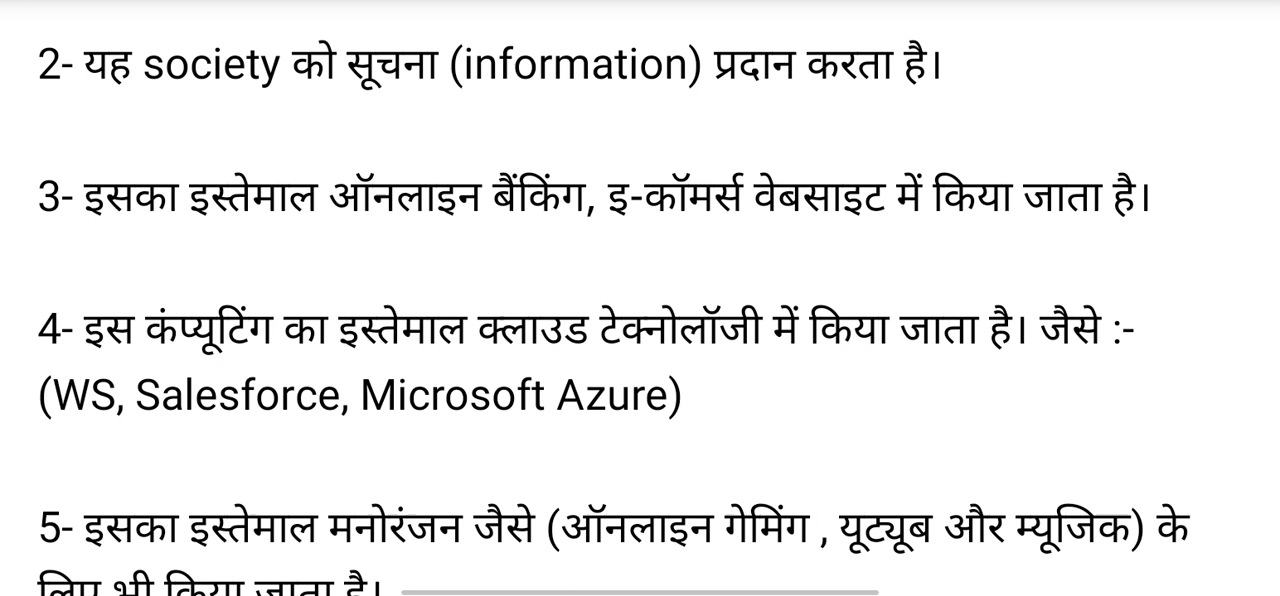 2- यह society को सूचना (information) प्रदान करता है।
3- इसका इस्तेमाल ऑनलाइन बैंकिंग, इ-कॉमर्स वेबसाइट में किया जाता है।
4- इस कंप्यूटिंग का इस्तेमाल क्लाउड टेक्नोलॉजी में किया जाता है। जैसे :-
(WS, Salesforce, Microsoft Azure)
5- इसका इस्तेमाल मनोरंजन जैसे (ऑनलाइन गेमिंग , यूट्यूब और म्यूजिक) के
लिए भी किया जाता है।